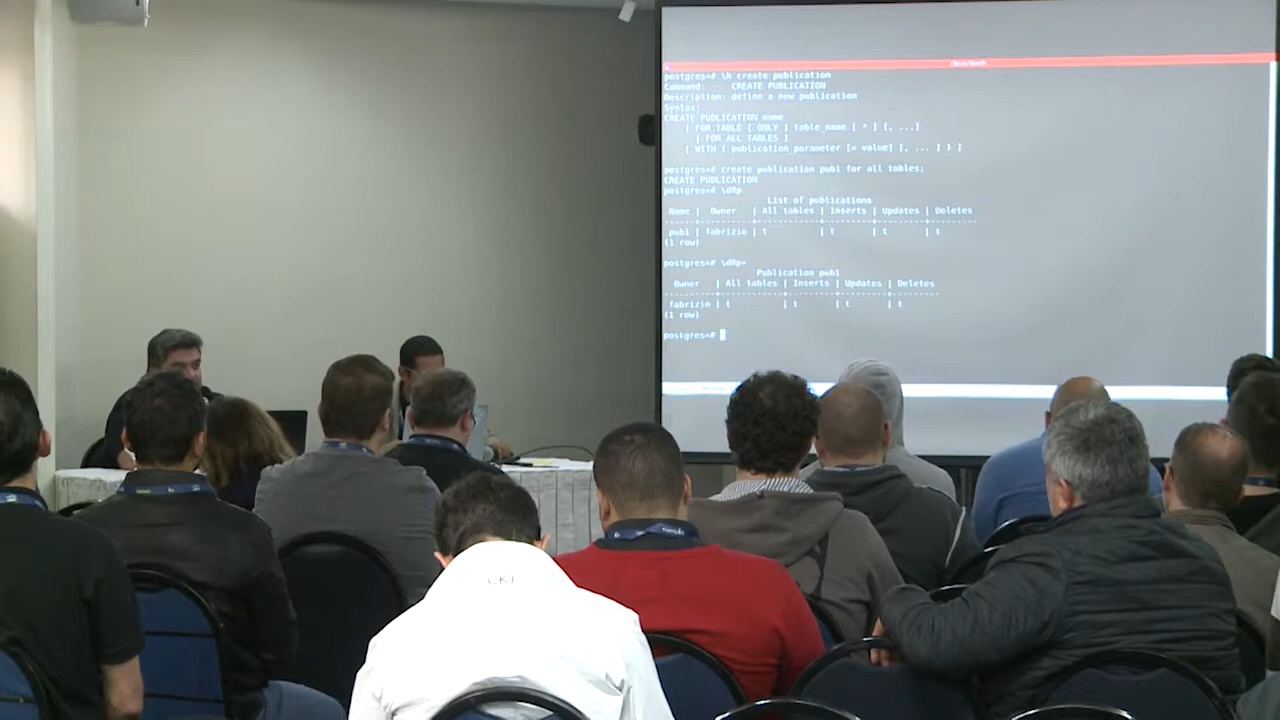 /bin/bash
postgres=# \h create publication
Command:     CREATE PUBLICATION
Description: define a new publication
Syntax:
CREATE PUBLICATION name
    [ FOR TABLE [ ONLY ] table_name [ * ] [, ...]
      | FOR ALL TABLES ]
    [ WITH ( publication_parameter [= value] [, ... ] ) ]
postgres=# create publication pub1 for all tables;
CREATE PUBLICATION
postgres=# \dRp
List of publications
Name | Owner | All tables | Inserts | Updates | Deletes
------+----------+------------+---------+---------+---------
pub1 | fabrizio | t | t | t | t
(1 row)
postgres=# \dRp+
Publication pub1
Owner | All tables | Inserts | Updates | Deletes
----------+------------+---------+---------+---------
fabrizio | t | t | t | t
(1 row)
postgres=#